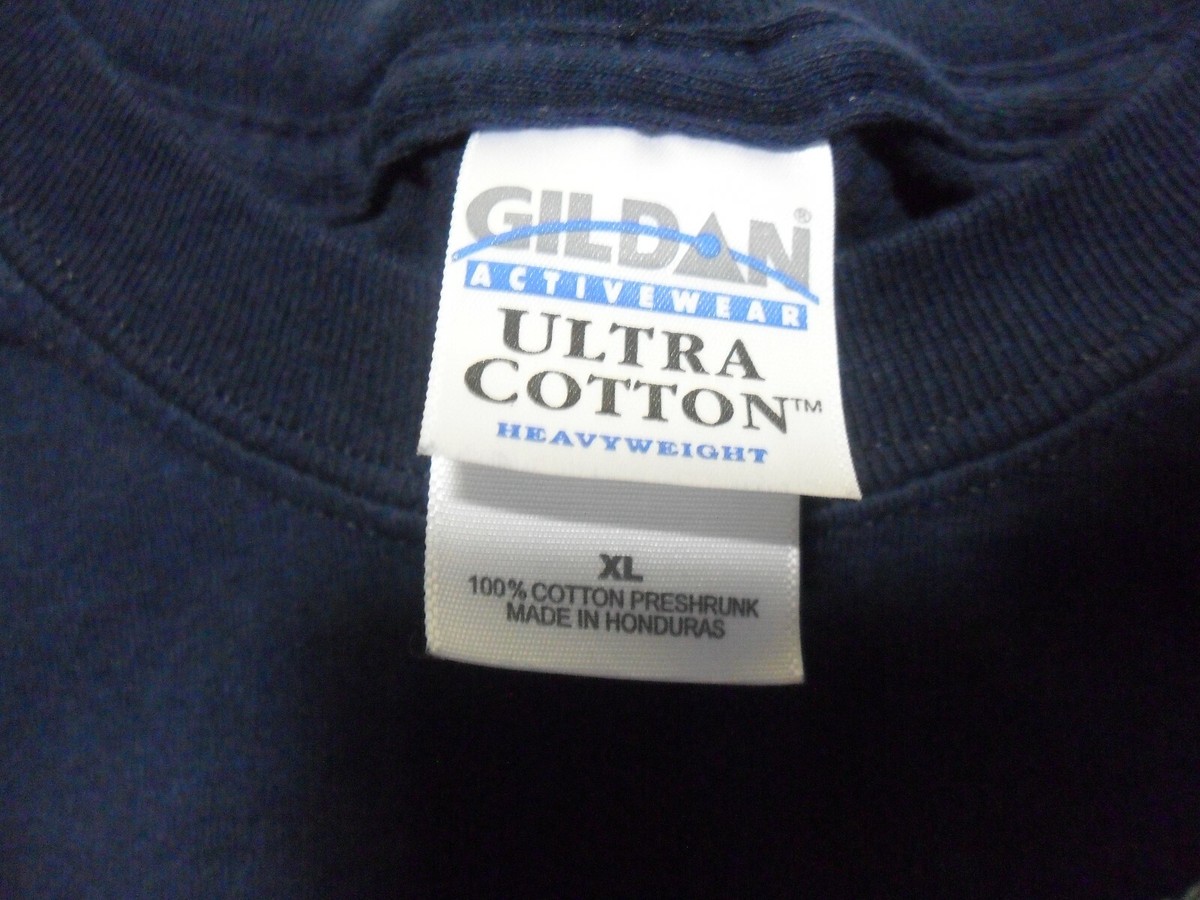 GILDAN®
ACTIVEWEAR
ULTRA
COTTON™
HEAVYWEIGHT
XL
100% COTTON PRESHRUNK
MADE IN HONDURAS